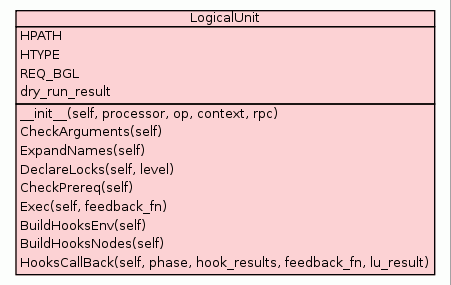 LogicalUnit
HPATH
HTYPE
REQ_BGL
dry_run_result
__init__(self, processor, op, context, rpc)
CheckArguments(self)
ExpandNames(self)
DeclareLocks(self, level)
CheckPrereq(self)
Exec(self, feedback_fn)
BuildHooksEnv(self)
BuildHooksNodes(self)
HooksCallBack(self, phase, hook_results, feedback_fn, lu_result)